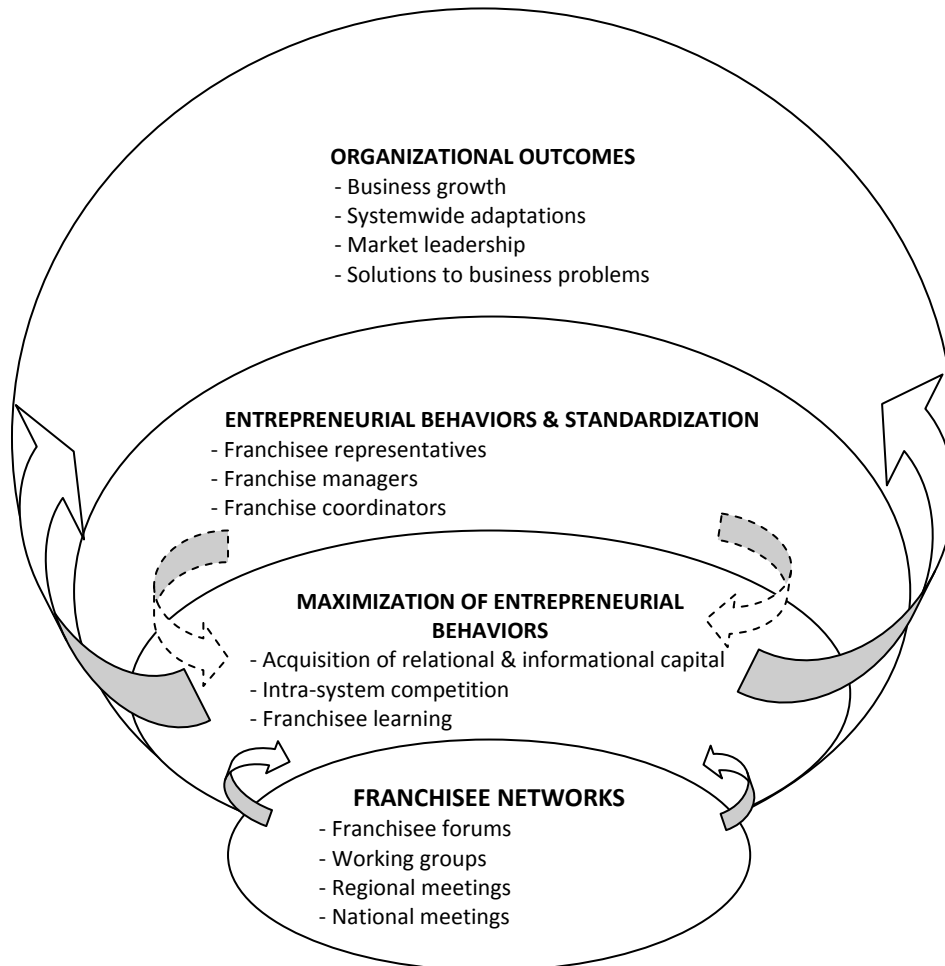 ORGANIZATIONAL OUTCOMES
- Business growth
- Systemwide adaptations
- Market leadership
- Solutions to business problems
ENTREPRENEURIAL BEHAVIORS & STANDARDIZATION
- Franchisee representatives
- Franchise managers
- Franchise coordinators
MAXIMIZATION OF ENTREPRENEURIAL
BEHAVIORS
- Acquisition of relational & informational capital
- Intra-system competition
- Franchisee learning
FRANCHISEE NETWORKS
- Franchisee forums
- Working groups
- Regional meetings
- National meetings